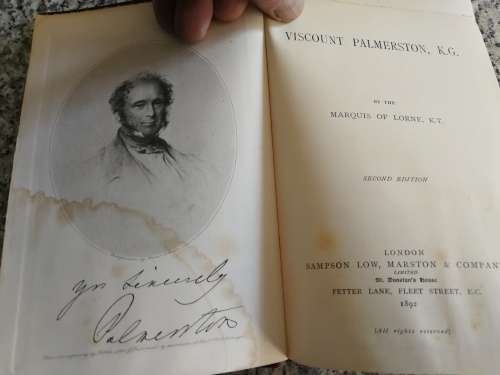 yrs sincerely
Palmerston
VISCOUNT PALMERSTON, K.G.
BY THE
MARQUIS OF LORNE, K.T.
SECOND EDITION
LONDON
SAMPSON LOW, MARSTON & COMPANY
LIMITED
St. Dunstan's House
FETTER LANE, FLEET STREET, E.C.
1892
[All rights reserved]